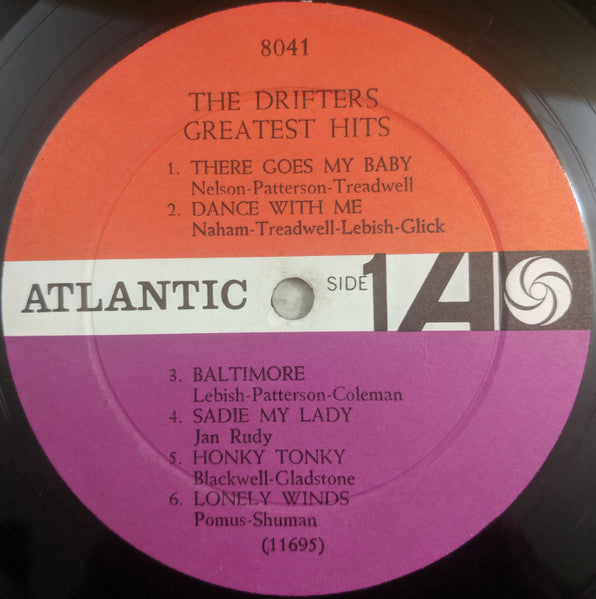 8041
THE DRIFTERS
GREATEST HITS
1. THERE GOES MY BABY
Nelson-Patterson-Treadwell
2. DANCE WITH ME
Naham-Treadwell-Lebish-Glick
ATLANTIC SIDE 1 A
3. BALTIMORE
Lebish-Patterson-Coleman
4. SADIE MY LADY
Jan Rudy
5. HONKY TONKY
Blackwell-Gladstone
6. LONELY WINDS
Pomus-Shuman
(11695)